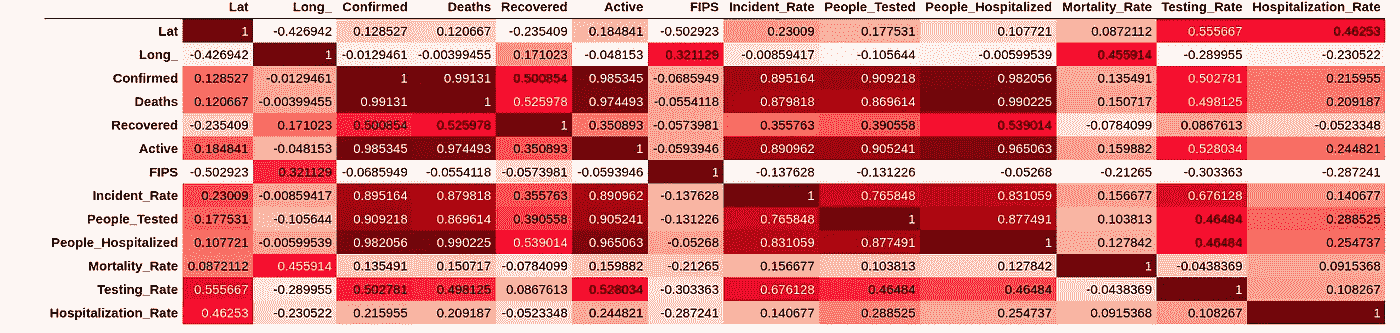 Lat Long_ Confirmed Deaths Recovered Active FIPS Incident_Rate People_Tested People_Hospitalized Mortality_Rate Testing_Rate Hospitalization_Rate
Lat 1 -0.426942 0.128527 0.120667 -0.235409 0.184841 -0.502923 0.23009 0.177531 0.107721 0.0872112 0.555667 0.46253
Long_ -0.426942 1 -0.0129461 -0.00399455 0.171023 -0.048153 0.321129 -0.00859417 -0.105644 -0.00599539 0.455914 -0.289955 -0.230522
Confirmed 0.128527 -0.0129461 1 0.99131 0.500854 0.985345 -0.0685949 0.895164 0.909218 0.982056 0.135491 0.502781 0.215955
Deaths 0.120667 -0.00399455 0.99131 1 0.525978 0.974493 -0.0554118 0.879818 0.869614 0.990225 0.150717 0.498125 0.209187
Recovered -0.235409 0.171023 0.500854 0.525978 1 0.350893 -0.0573981 0.355763 0.390558 0.539014 -0.0784099 0.0867613 -0.0523348
Active 0.184841 -0.048153 0.985345 0.974493 0.350893 1 -0.0593946 0.890962 0.905241 0.965063 0.159882 0.528034 0.244821
FIPS -0.502923 0.321129 -0.0685949 -0.0554118 -0.0573981 -0.0593946 1 -0.137628 -0.131226 -0.05268 -0.21265 -0.303363 -0.287241
Incident_Rate 0.23009 -0.00859417 0.895164 0.879818 0.355763 0.890962 -0.137628 1 0.765848 0.831059 0.156677 0.676128 0.140677
People_Tested 0.177531 -0.105644 0.909218 0.869614 0.390558 0.905241 -0.131226 0.765848 1 0.877491 0.103813 0.46484 0.288525
People_Hospitalized 0.107721 -0.00599539 0.982056 0.990225 0.539014 0.965063 -0.05268 0.831059 0.877491 1 0.127842 0.46484 0.254737
Mortality_Rate 0.0872112 0.455914 0.135491 0.150717 -0.0784099 0.159882 -0.21265 0.156677 0.103813 0.127842 1 -0.0438369 0.0915368
Testing_Rate 0.555667 -0.289955 0.502781 0.498125 0.0867613 0.528034 -0.303363 0.676128 0.46484 0.46484 -0.0438369 1 0.108267
Hospitalization_Rate 0.46253 -0.230522 0.215955 0.209187 -0.0523348 0.244821 -0.287241 0.140677 0.288525 0.254737 0.0915368 0.108267 1